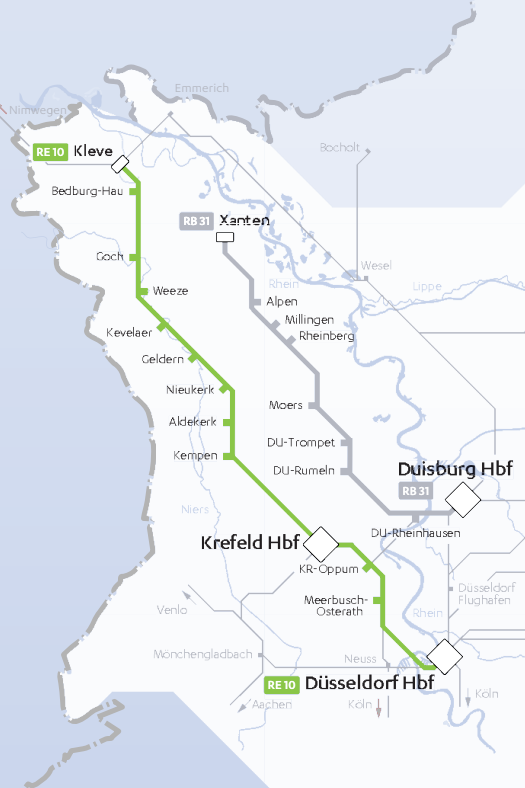 Emmerich
Nimwegen
Bocholt
RE 10 Kleve
Bedburg-Hau
RB 31 Xanten
Goch
Wesel
Rhein
Lippe
Weeze
Alpen
Millingen
Kevelaer
Rheinberg
Geldern
Nieukerk
Moers
Aldekerk
DU-Trompet
Kempen
DU-Rumeln
Duisburg Hbf
RB 31
Niers
DU-Rheinhausen
Krefeld Hbf
KR-Oppum
Düsseldorf
Flughafen
Meerbusch-
Osterath
Venlo
Rhein
Mönchengladbach
Neuss
RE 10 Düsseldorf Hbf
Köln
Aachen
Köln